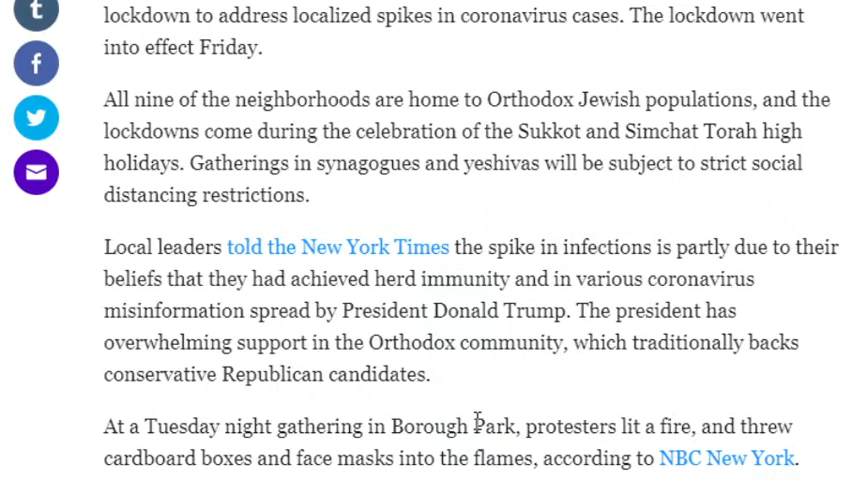 lockdown to address localized spikes in coronavirus cases. The lockdown went
into effect Friday.
All nine of the neighborhoods are home to Orthodox Jewish populations, and the
lockdowns come during the celebration of the Sukkot and Simchat Torah high
holidays. Gatherings in synagogues and yeshivas will be subject to strict social
distancing restrictions.
Local leaders told the New York Times the spike in infections is partly due to their
beliefs that they had achieved herd immunity and in various coronavirus
misinformation spread by President Donald Trump. The president has
overwhelming support in the Orthodox community, which traditionally backs
conservative Republican candidates.
At a Tuesday night gathering in Borough Park, protesters lit a fire, and threw
cardboard boxes and face masks into the flames, according to NBC New York.